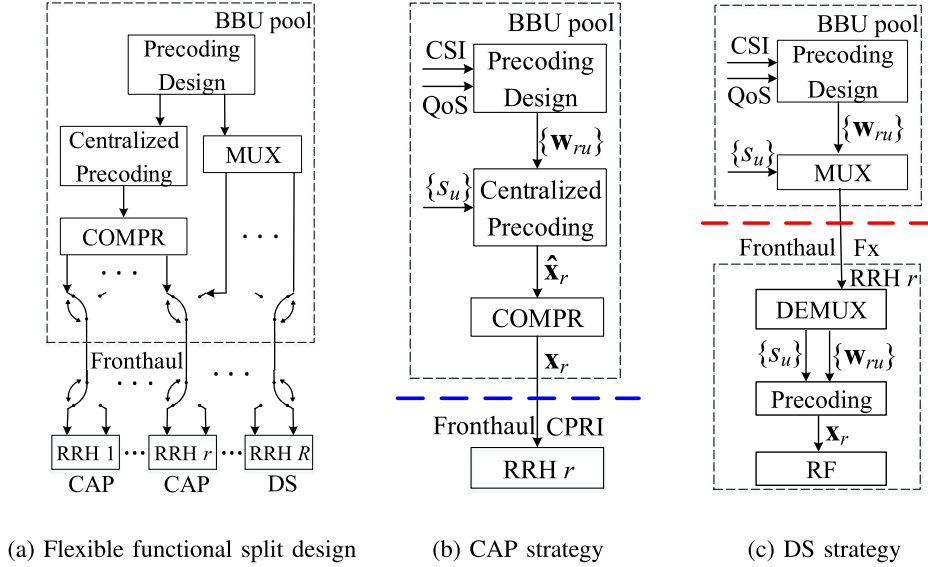 BBU pool
Precoding
Design
Centralized
Precoding
MUX
COMPR
. . .
. . .
Fronthaul
. . .
. . .
. . .
RRH 1 ••• RRH r ••• RRH R
CAP CAP DS
(a) Flexible functional split design
BBU pool
CSI
QoS
Precoding
Design
{w_ru}
{s_u}
Centralized
Precoding
x̂_r
COMPR
x_r
Fronthaul CPRI
RRH r
(b) CAP strategy
BBU pool
CSI
QoS
Precoding
Design
{w_ru}
{s_u}
MUX
Fronthaul Fx
RRH r
DEMUX
{s_u} {w_ru}
Precoding
x_r
RF
(c) DS strategy